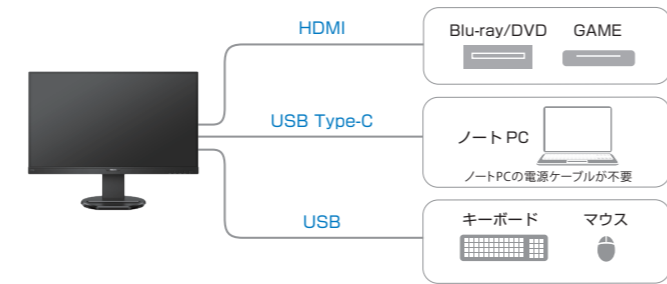 HDMI
Blu-ray/DVD GAME
USB Type-C
ノートPC
ノートPCの電源ケーブルが不要
USB
キーボード マウス